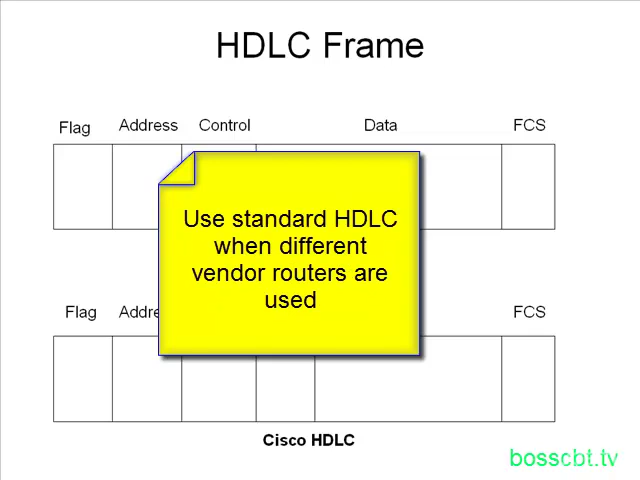 HDLC Frame
Flag Address Control Data FCS
Use standard HDLC
when different
vendor routers are
used
Flag FCS
Cisco HDLC
bosscbt.tv